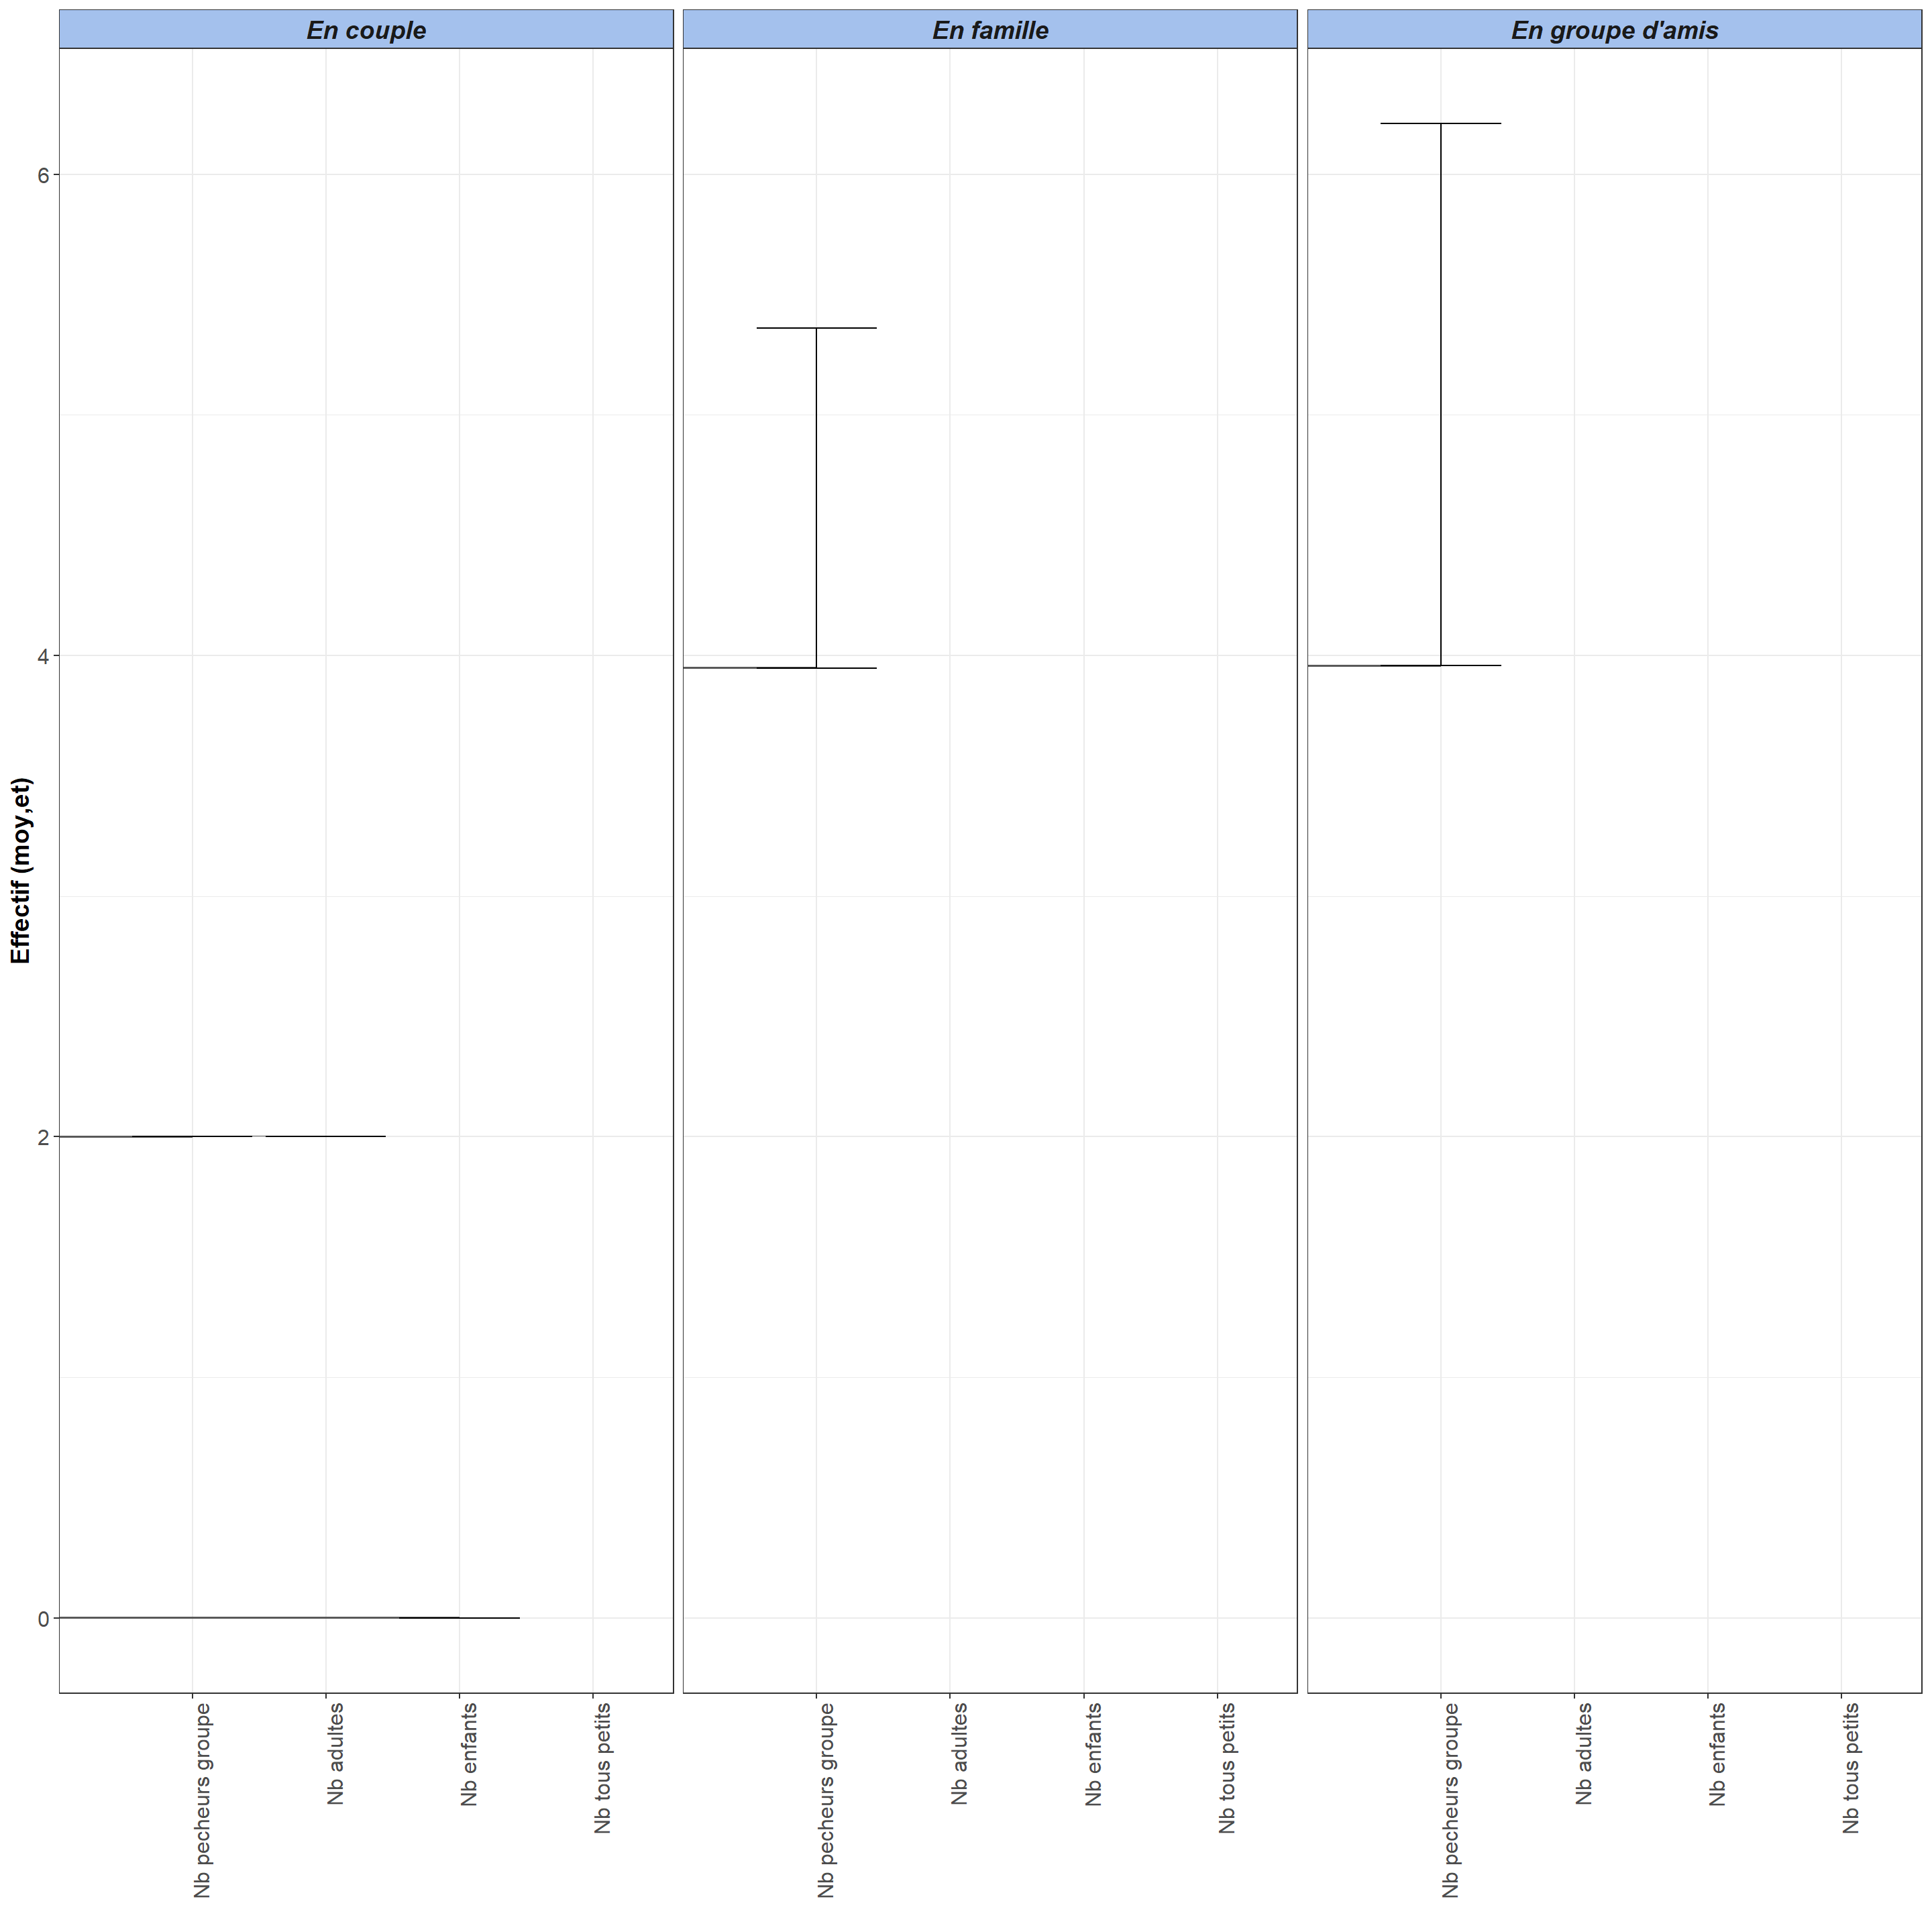 En couple
En famille
En groupe d'amis
Effectif (moy,et)
6
4
2
0
Nb pecheurs groupe
Nb adultes
Nb enfants
Nb tous petits
Nb pecheurs groupe
Nb adultes
Nb enfants
Nb tous petits
Nb pecheurs groupe
Nb adultes
Nb enfants
Nb tous petits